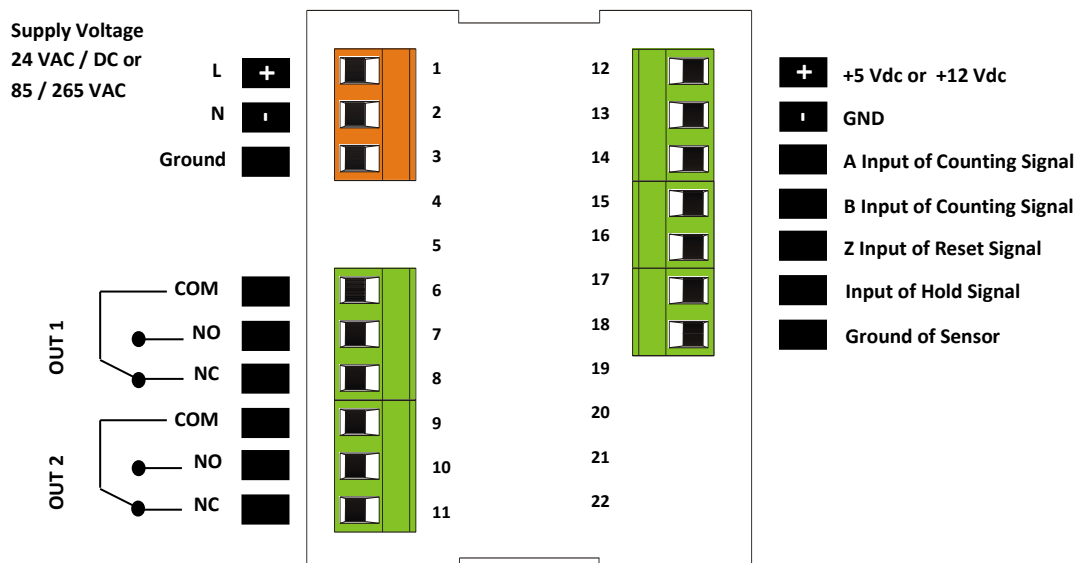 Supply Voltage
24 VAC / DC or
85 / 265 VAC
L +
N -
Ground
1
2
3
4
5
COM
NO
NC
OUT 1
6
7
8
COM
NO
NC
OUT 2
9
10
11
12
13
14
15
16
17
18
19
20
21
22
+ +5 Vdc or +12 Vdc
- GND
A Input of Counting Signal
B Input of Counting Signal
Z Input of Reset Signal
Input of Hold Signal
Ground of Sensor